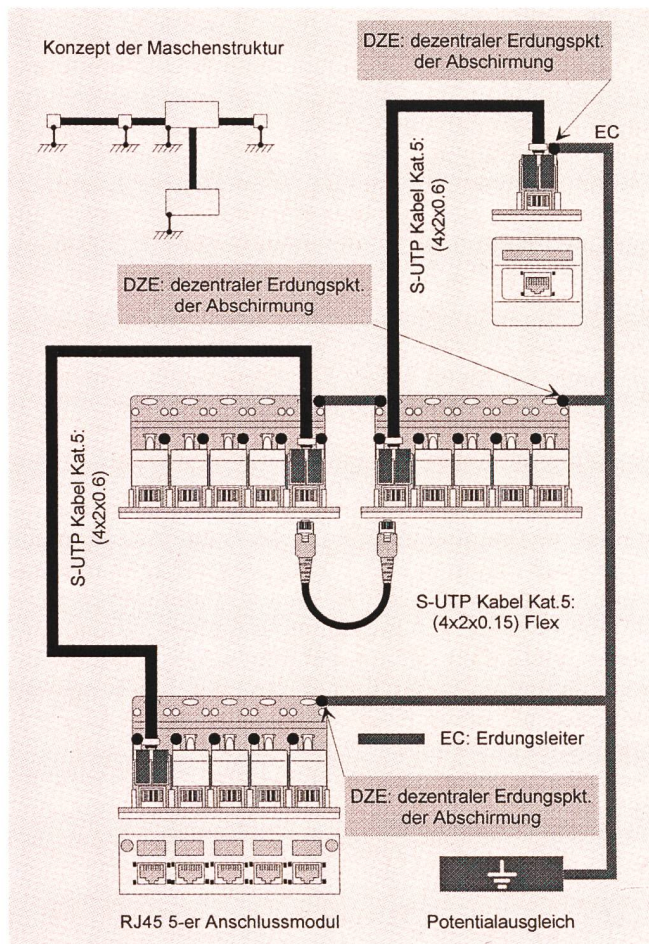 Konzept der Maschenstruktur
DZE: dezentraler Erdungspkt.
der Abschirmung
EC
S-UTP Kabel Kat.5:
(4x2x0.6)
DZE: dezentraler Erdungspkt.
der Abschirmung
S-UTP Kabel Kat.5:
(4x2x0.6)
S-UTP Kabel Kat.5:
(4x2x0.15) Flex
EC: Erdungsleiter
DZE: dezentraler Erdungspkt.
der Abschirmung
RJ45 5-er Anschlussmodul
Potentialausgleich